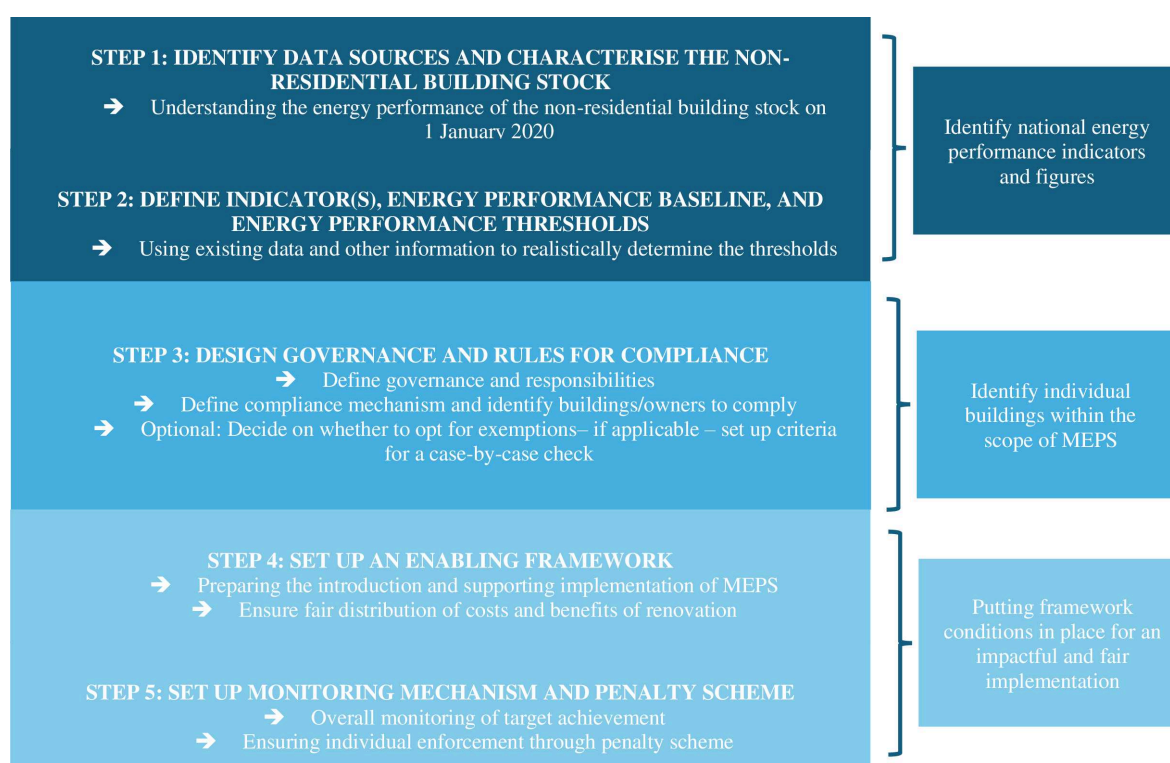 STEP 1: IDENTIFY DATA SOURCES AND CHARACTERISE THE NON-
RESIDENTIAL BUILDING STOCK
➔ Understanding the energy performance of the non-residential building stock on
1 January 2020
STEP 2: DEFINE INDICATOR(S), ENERGY PERFORMANCE BASELINE, AND
ENERGY PERFORMANCE THRESHOLDS
➔ Using existing data and other information to realistically determine the thresholds
Identify national energy
performance indicators
and figures
STEP 3: DESIGN GOVERNANCE AND RULES FOR COMPLIANCE
➔ Define governance and responsibilities
➔ Define compliance mechanism and identify buildings/owners to comply
➔ Optional: Decide on whether to opt for exemptions– if applicable – set up criteria
for a case-by-case check
Identify individual
buildings within the
scope of MEPS
STEP 4: SET UP AN ENABLING FRAMEWORK
➔ Preparing the introduction and supporting implementation of MEPS
➔ Ensure fair distribution of costs and benefits of renovation
STEP 5: SET UP MONITORING MECHANISM AND PENALTY SCHEME
➔ Overall monitoring of target achievement
➔ Ensuring individual enforcement through penalty scheme
Putting framework
conditions in place for an
impactful and fair
implementation